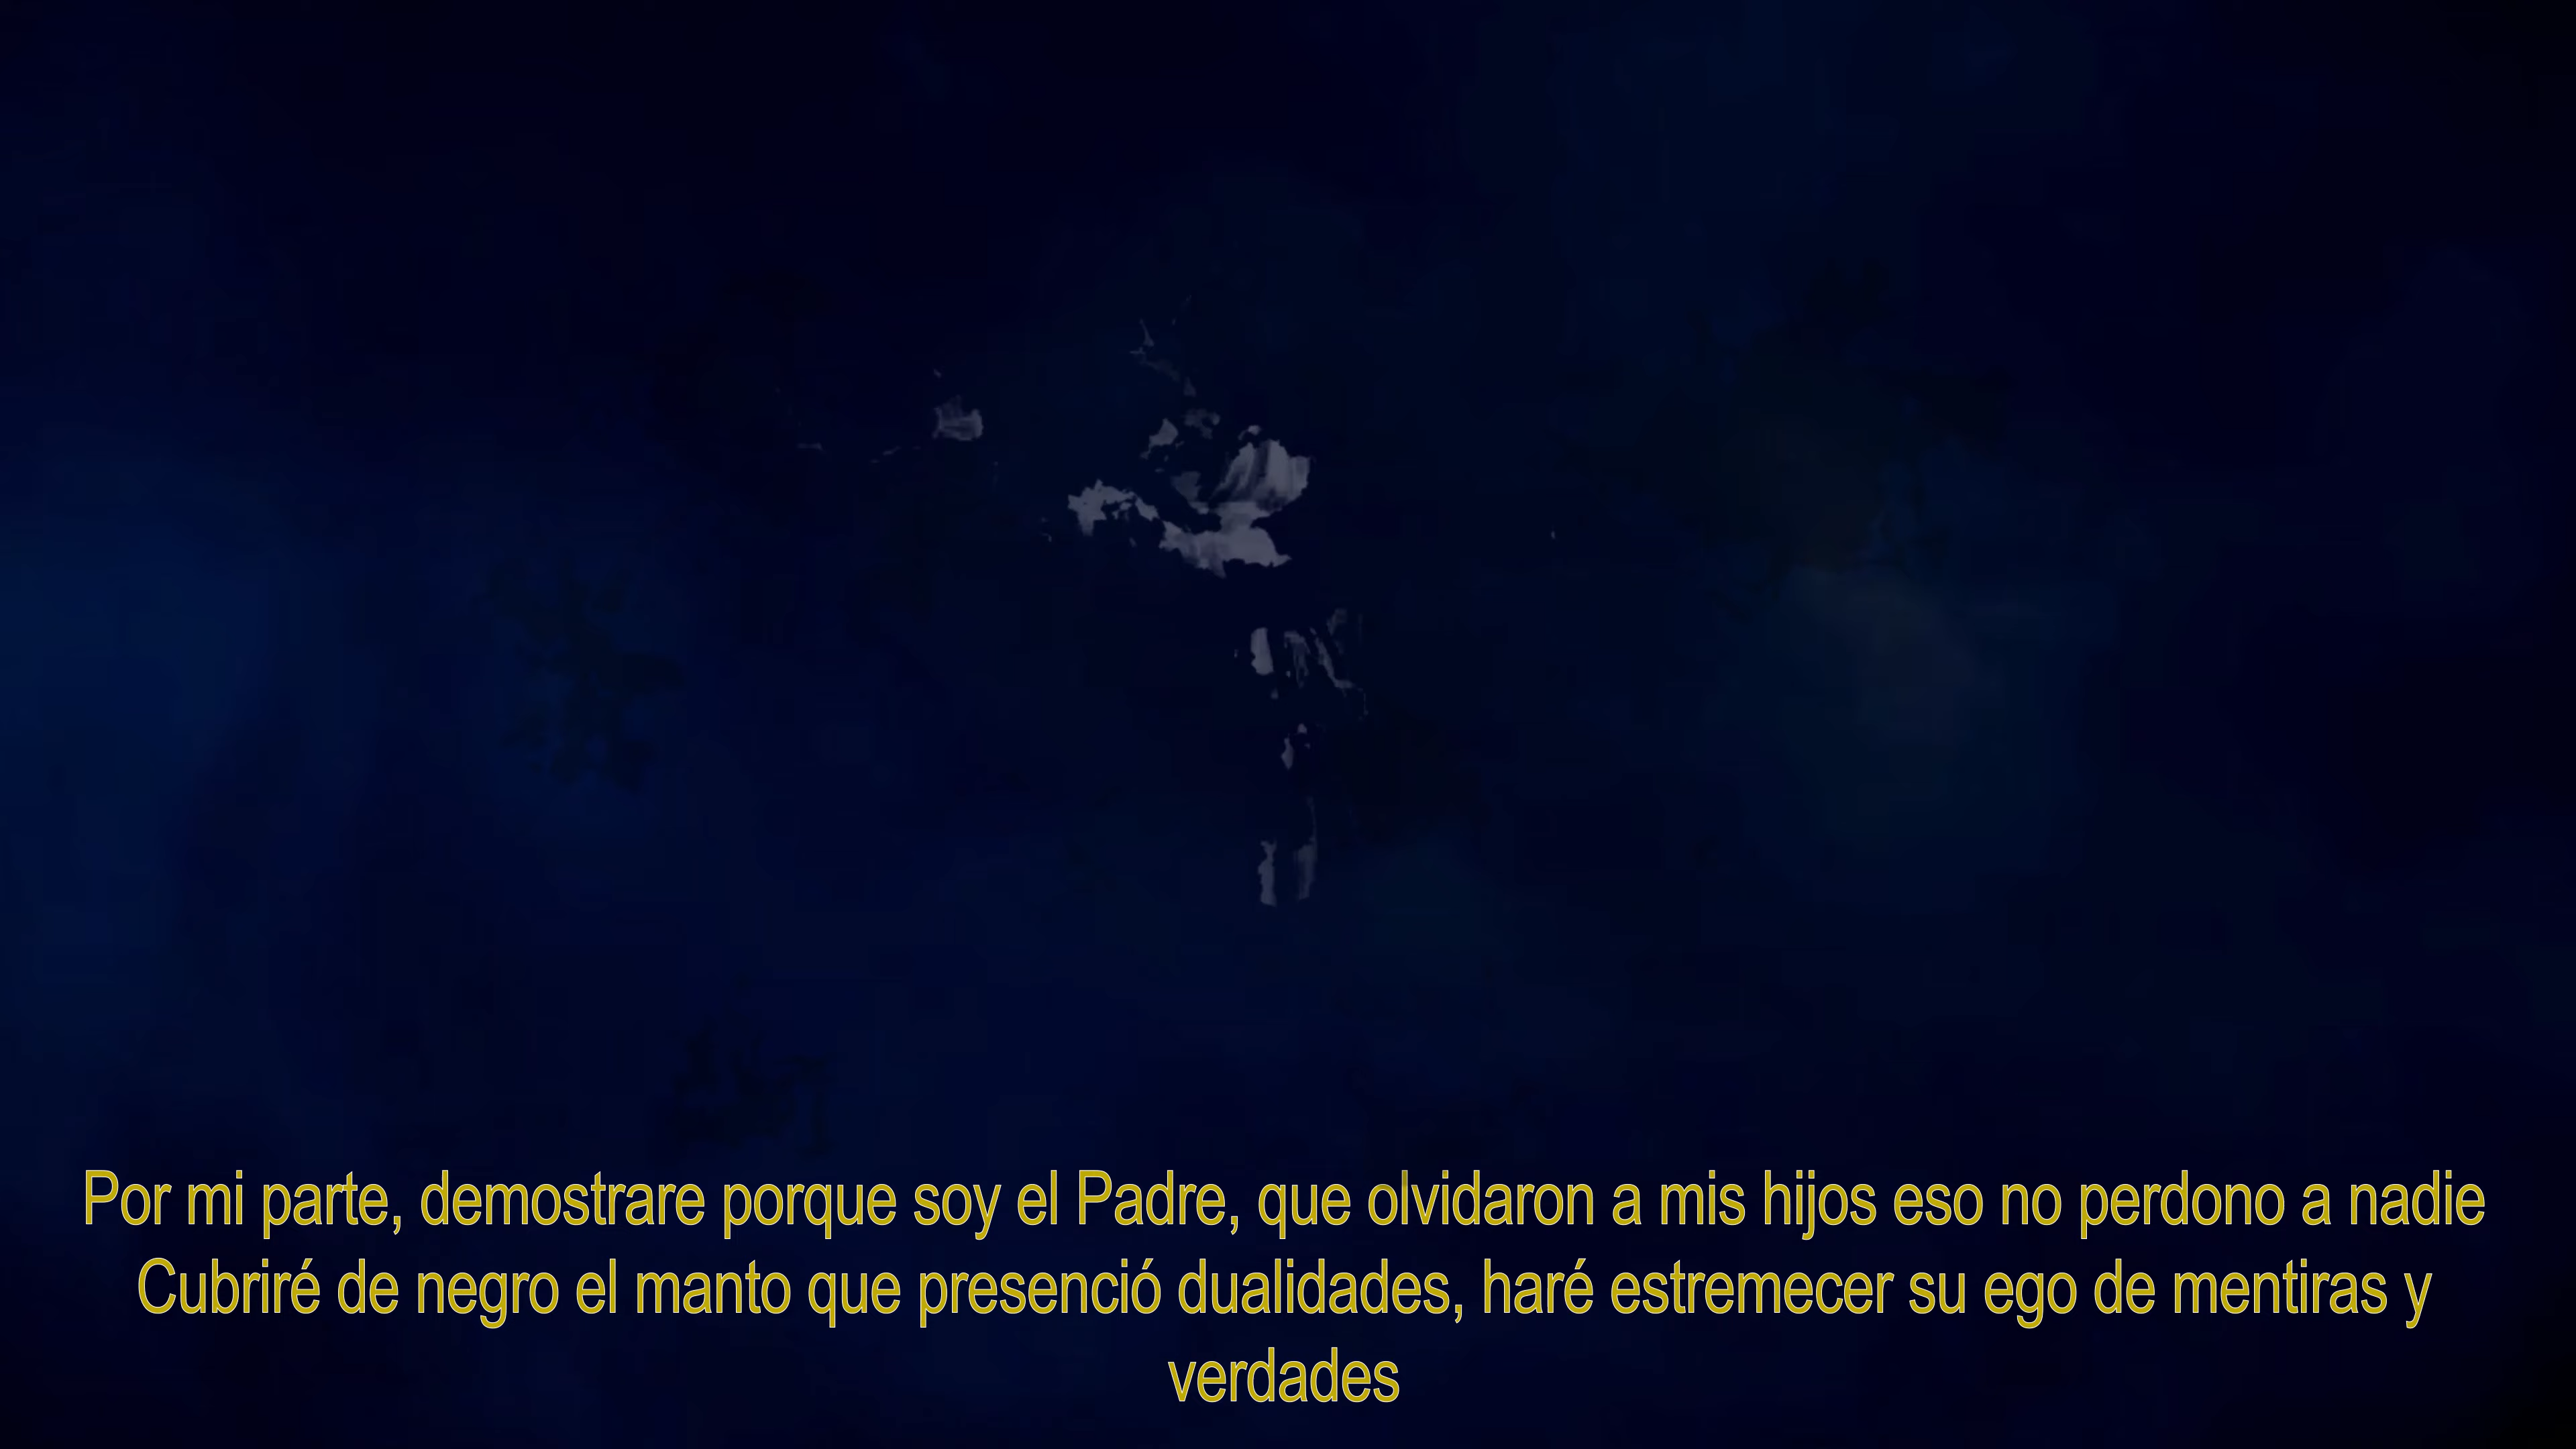 Por mi parte, demostrare porque soy el Padre, que olvidaron a mis hijos eso no perdono a nadie
Cubriré de negro el manto que presenció dualidades, haré estremecer su ego de mentiras y
verdades